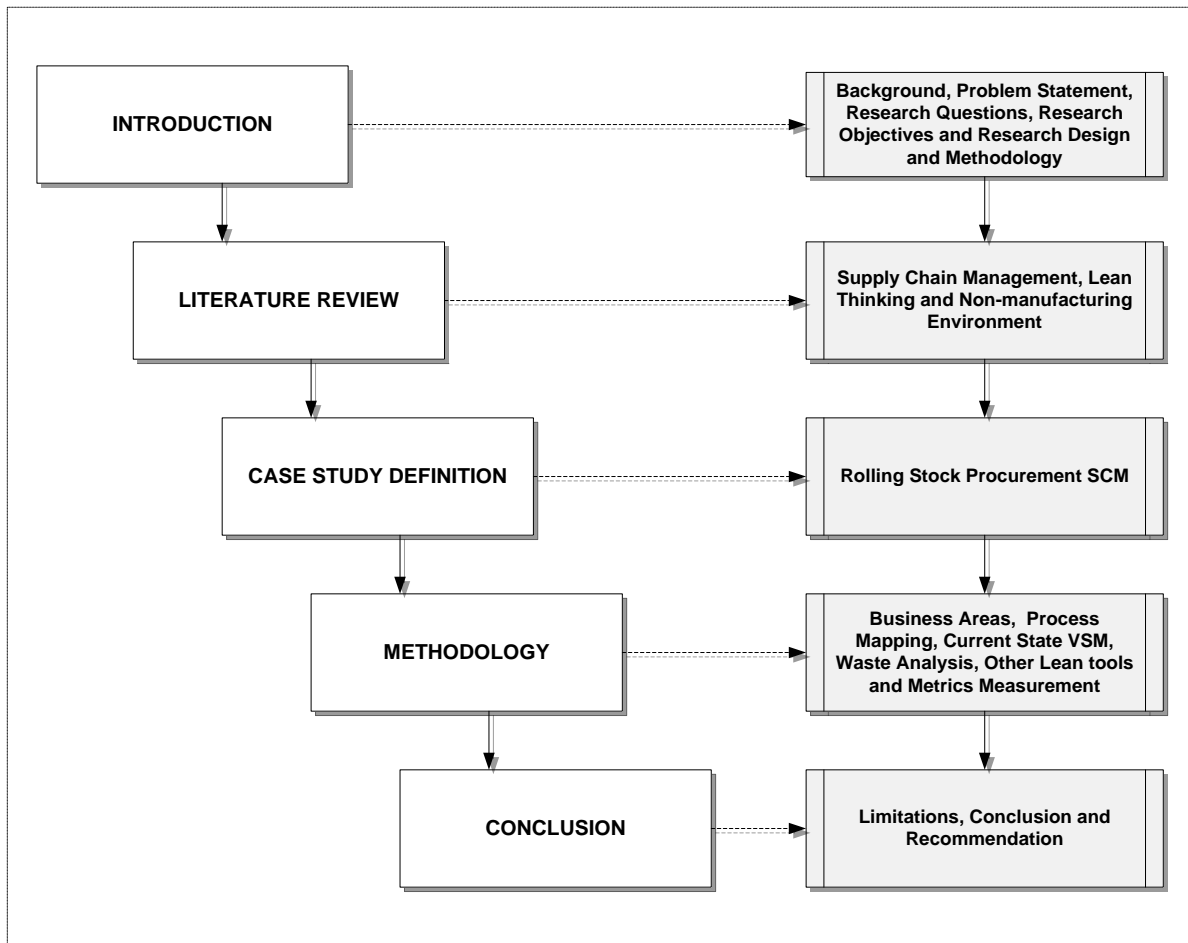 INTRODUCTION
Background, Problem Statement,
Research Questions, Research
Objectives and Research Design
and Methodology
LITERATURE REVIEW
Supply Chain Management, Lean
Thinking and Non-manufacturing
Environment
CASE STUDY DEFINITION
Rolling Stock Procurement SCM
METHODOLOGY
Business Areas,  Process
Mapping, Current State VSM,
Waste Analysis, Other Lean tools
and Metrics Measurement
CONCLUSION
Limitations, Conclusion and
Recommendation